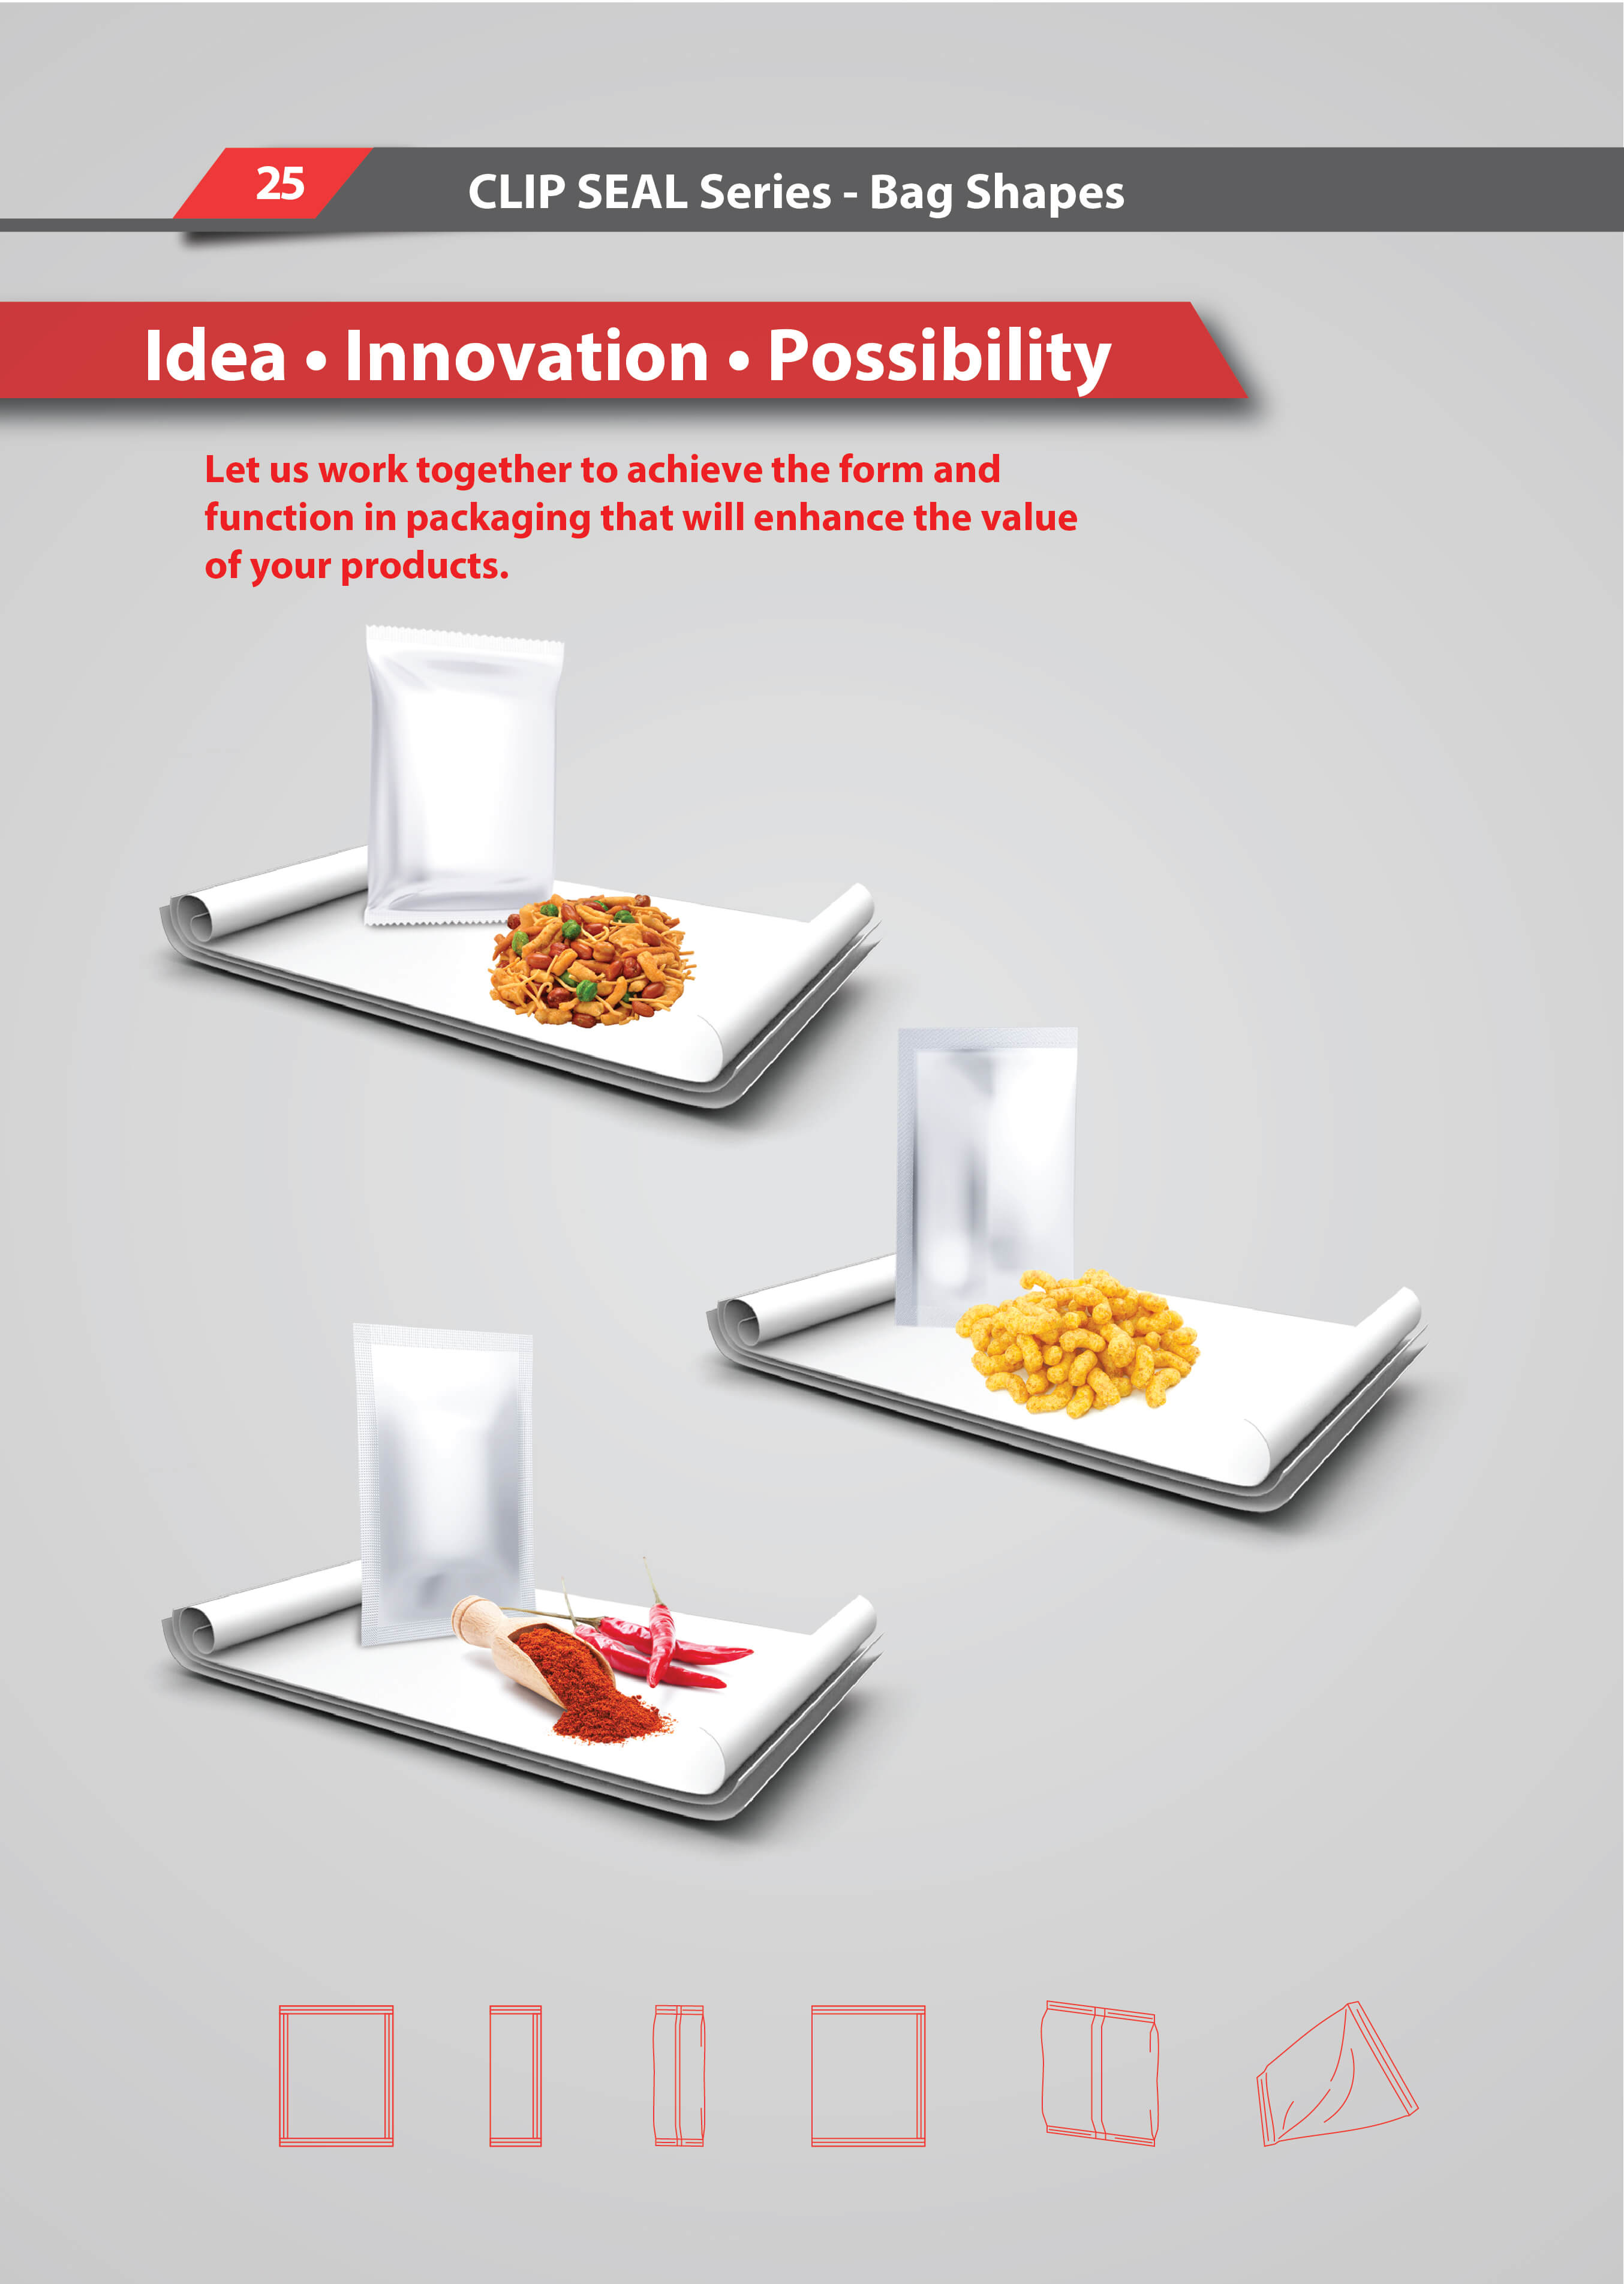 25
CLIP SEAL Series - Bag Shapes
Idea • Innovation • Possibility
Let us work together to achieve the form and
function in packaging that will enhance the value
of your products.